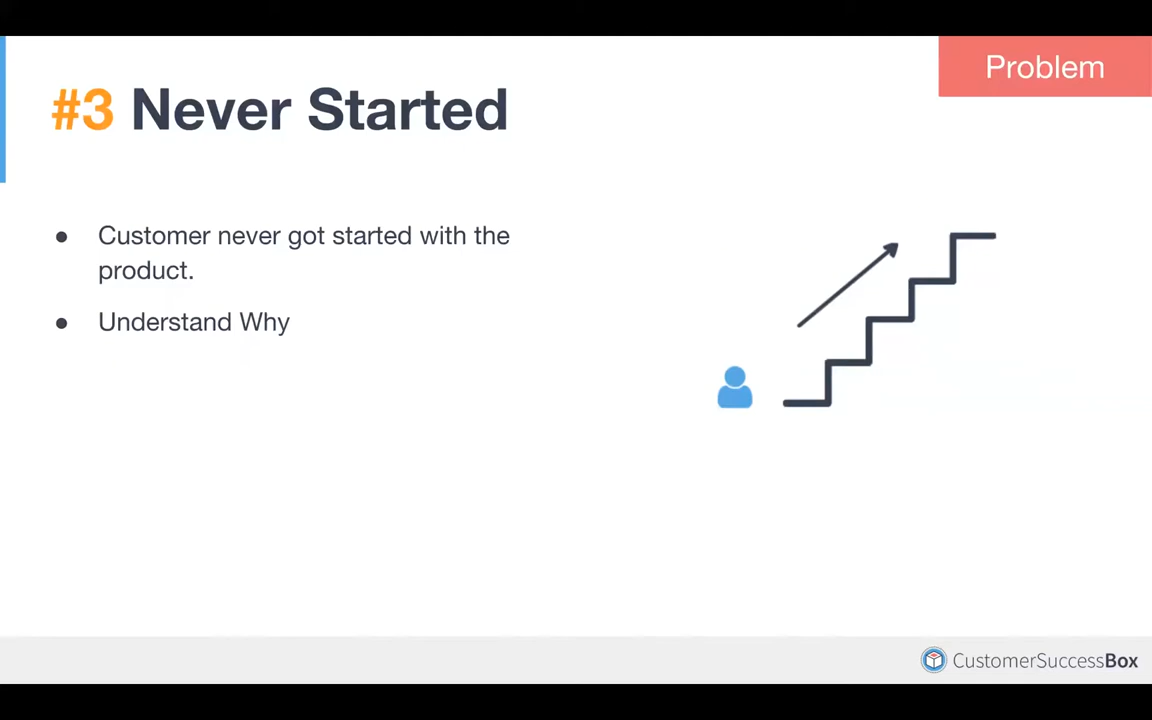 Problem
#3 Never Started
● Customer never got started with the
product.
● Understand Why
CustomerSuccessBox